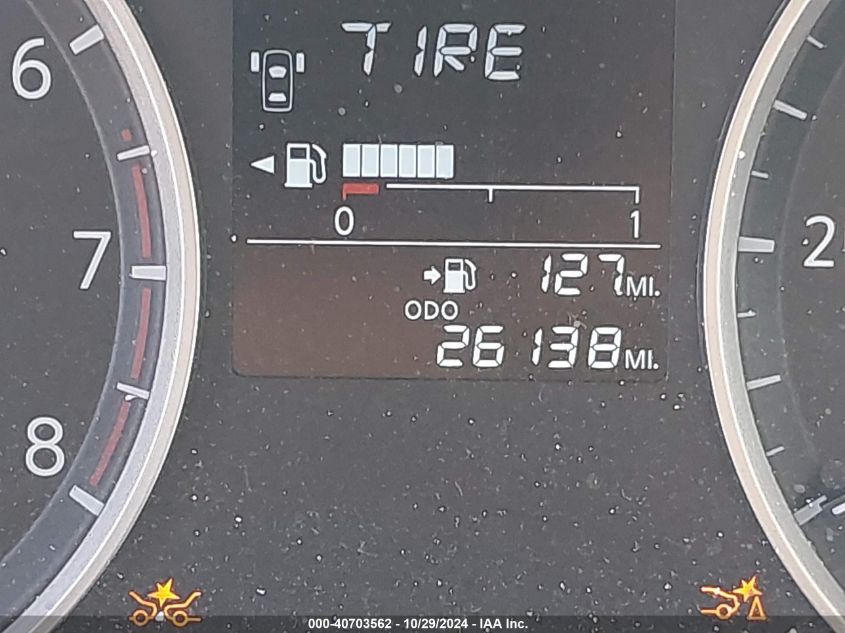 TIRE
6
0 1
7
2
127 MI.
ODO
26138 MI.
8
000-40703562 - 10/29/2024 - IAA Inc.